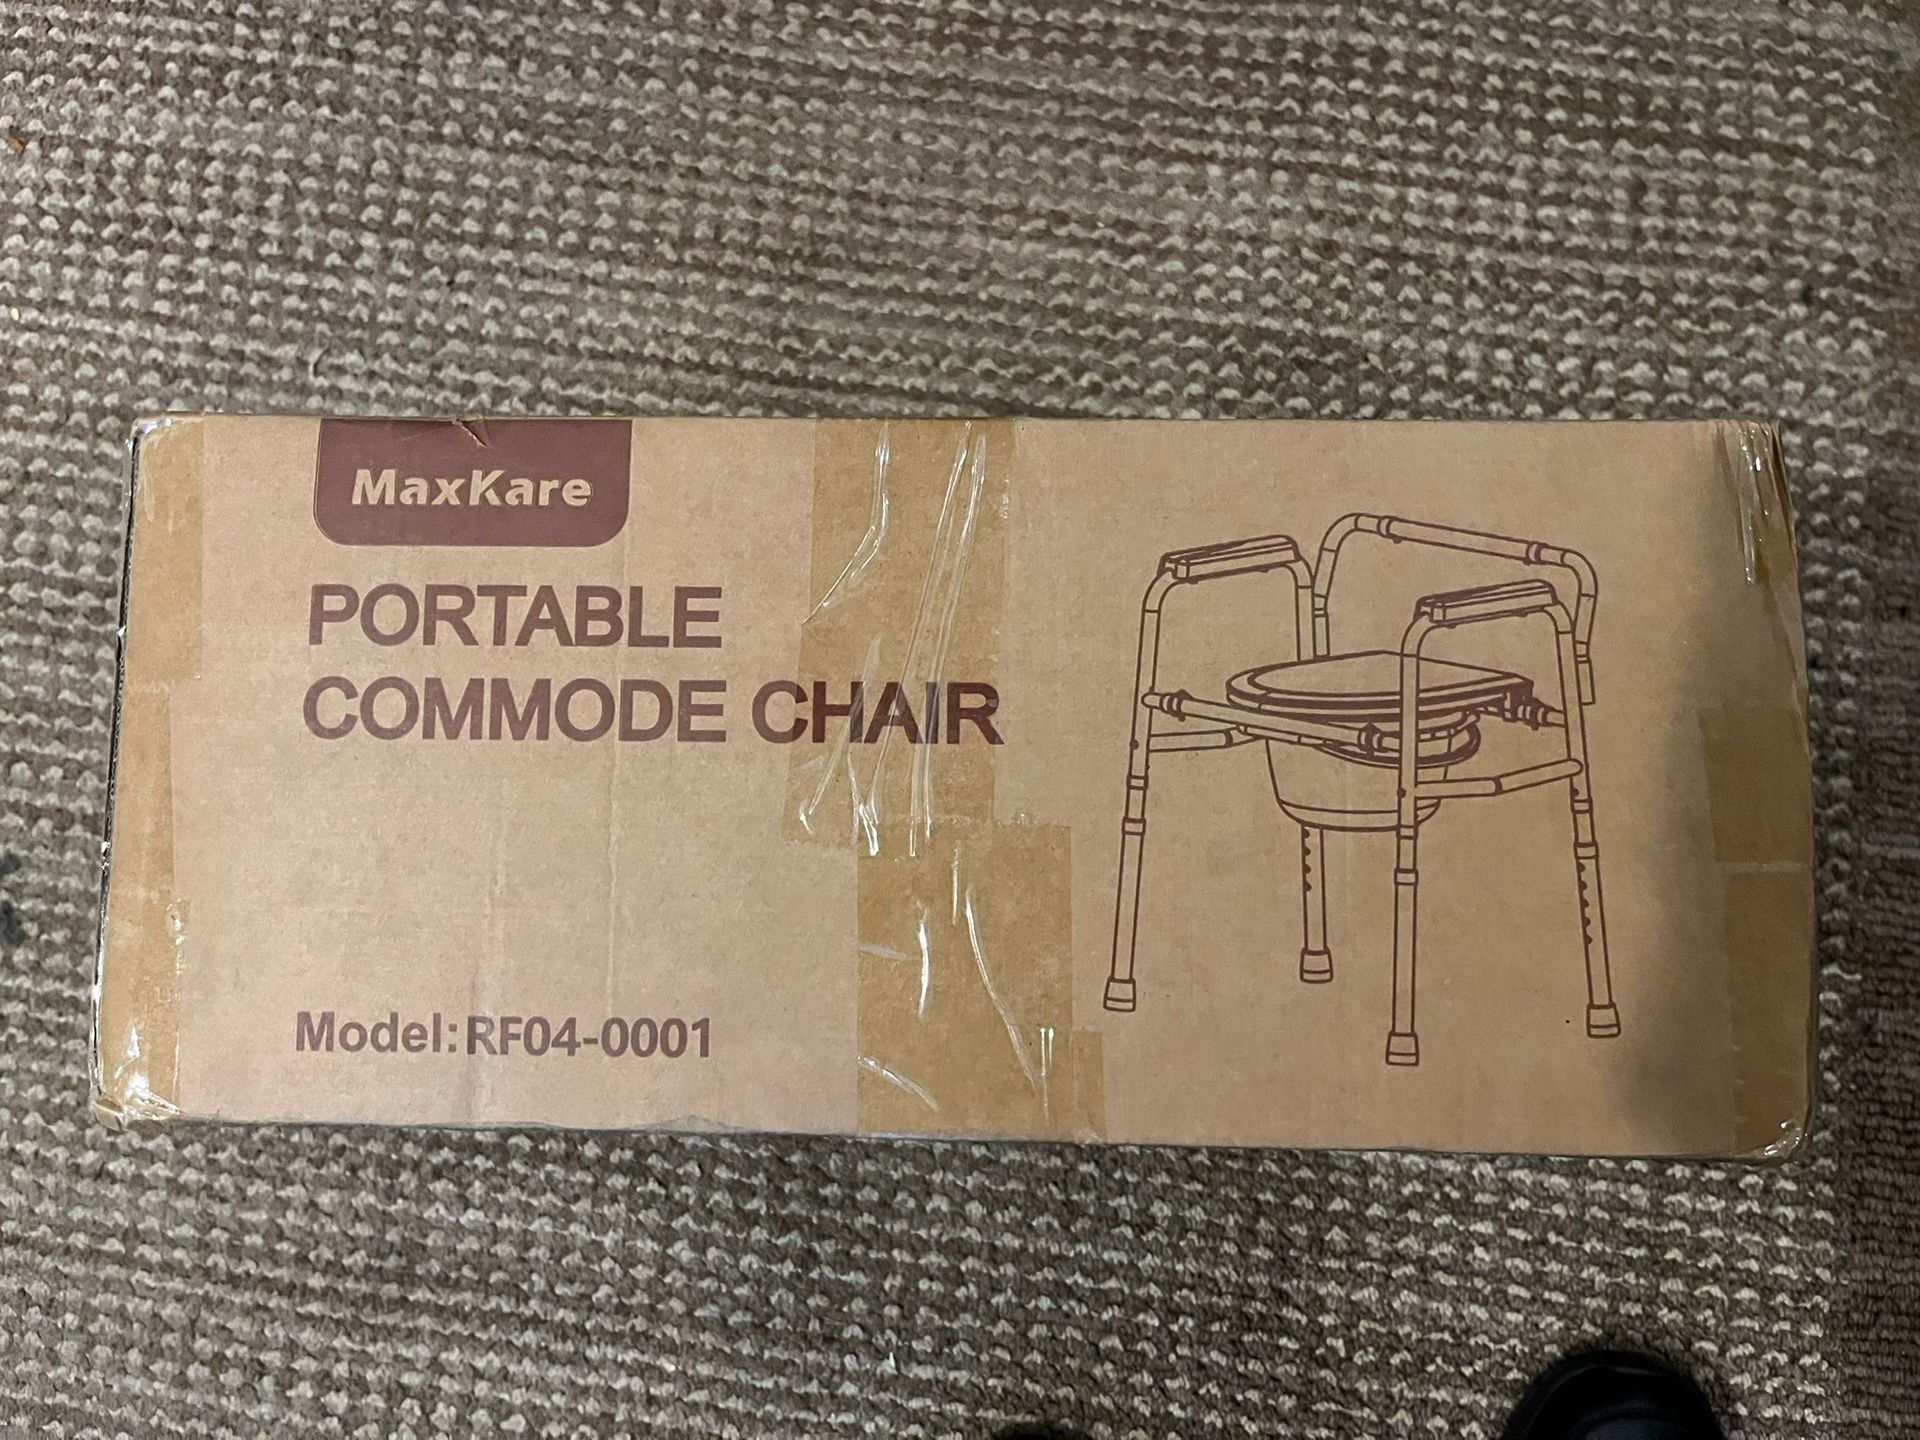 MaxKare
PORTABLE
COMMODE CHAIR
Model: RF04-0001